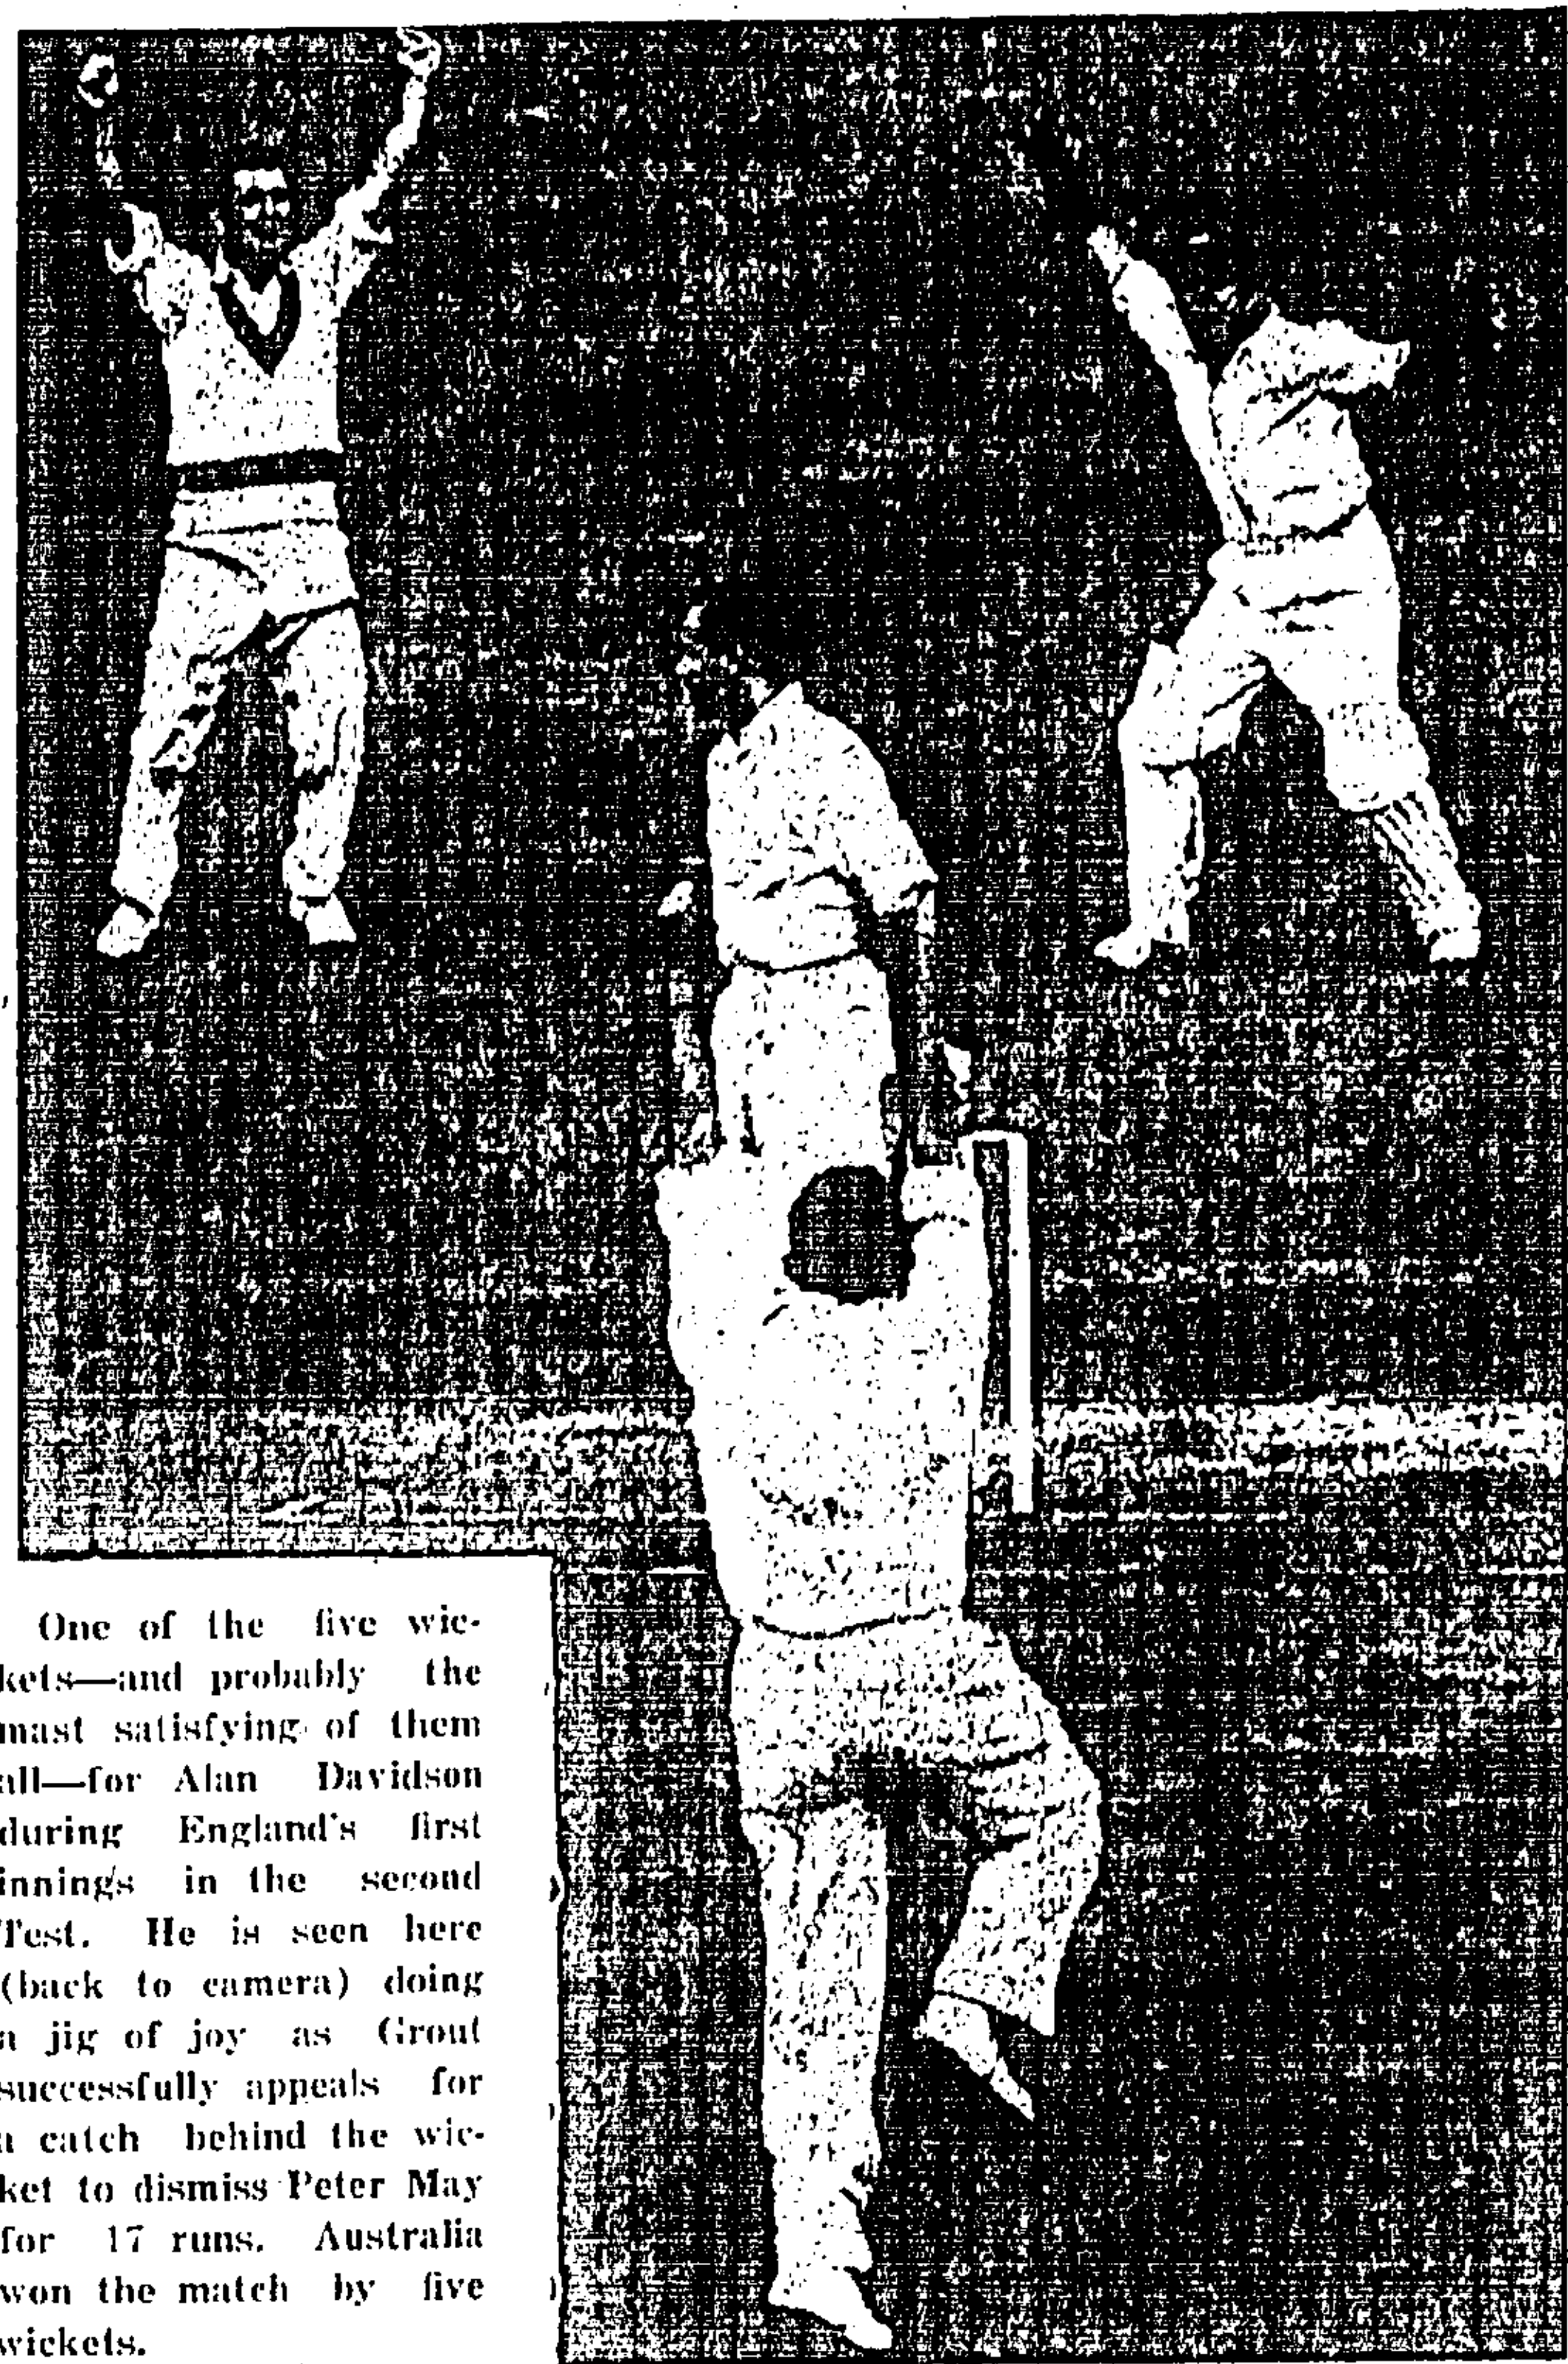 One of the five wic-
kets—and probably the
mast satisfying of them
all—for Alan Davidson
during England's first
innings in the second
Test. He is seen here
(back to camera) doing
a jig of joy as Grout
successfully appeals for
a catch behind the wic-
ket to dismiss Peter May
for 17 runs. Australia
won the match by five
wickets.